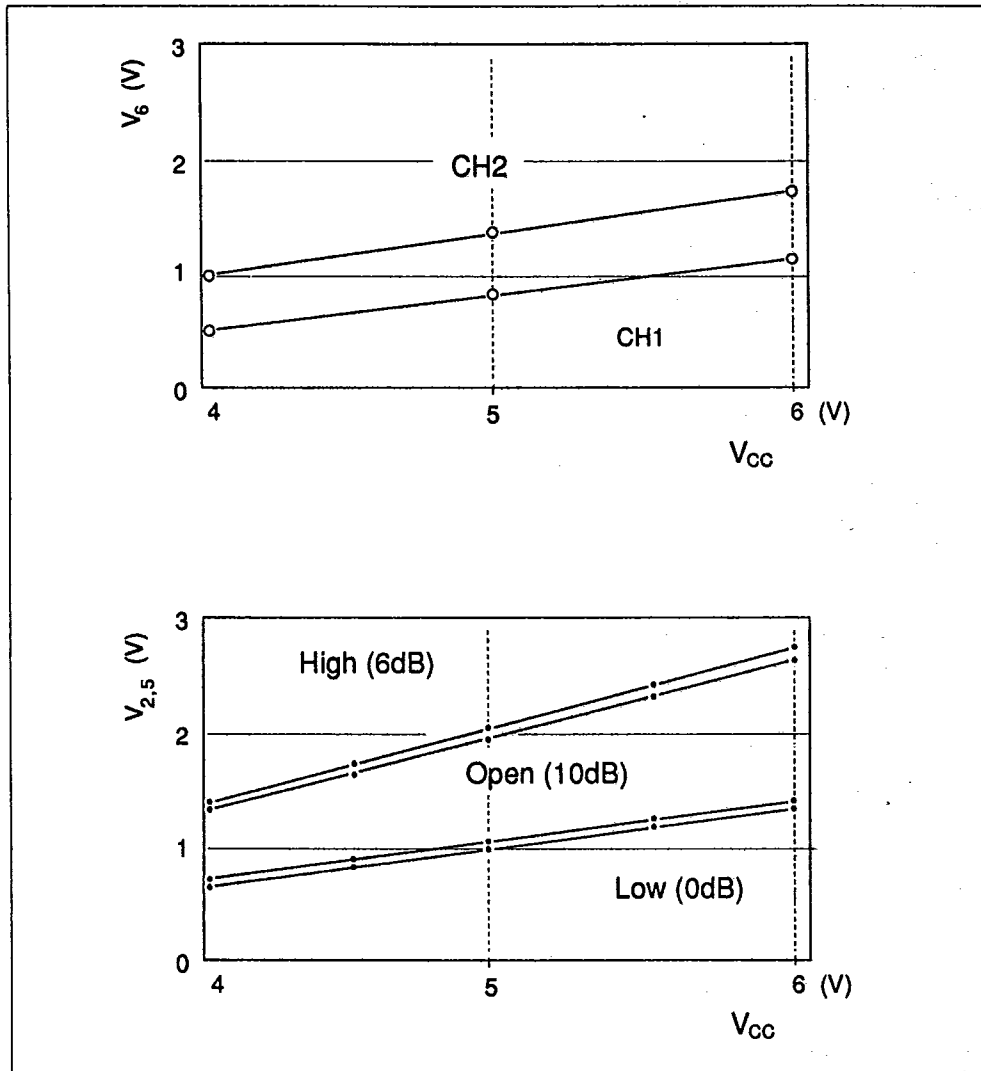 3
V6 (V)
2
CH2
1
CH1
0
4 5 6 (V)
VCC
3
V2,5 (V)
High (6dB)
2
Open (10dB)
1
Low (0dB)
0
4 5 6 (V)
VCC